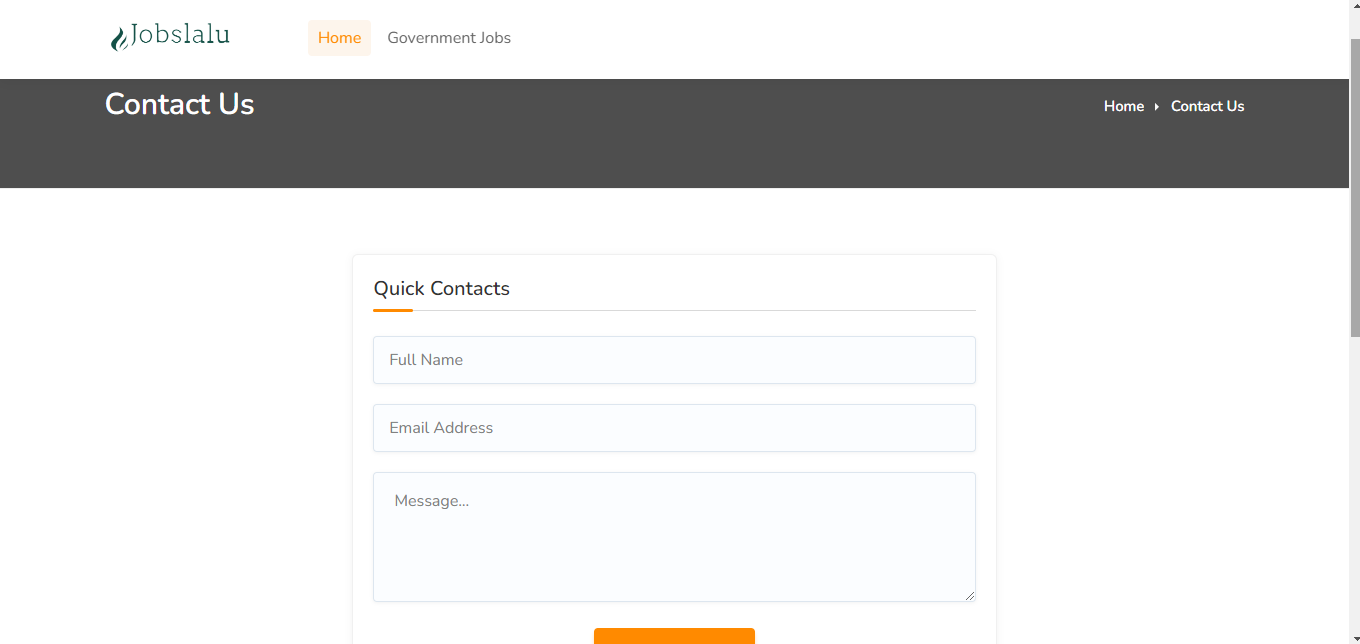 Jobslalu
Home Government Jobs
Contact Us
Home Contact Us
Quick Contacts
Full Name
Email Address
Message...